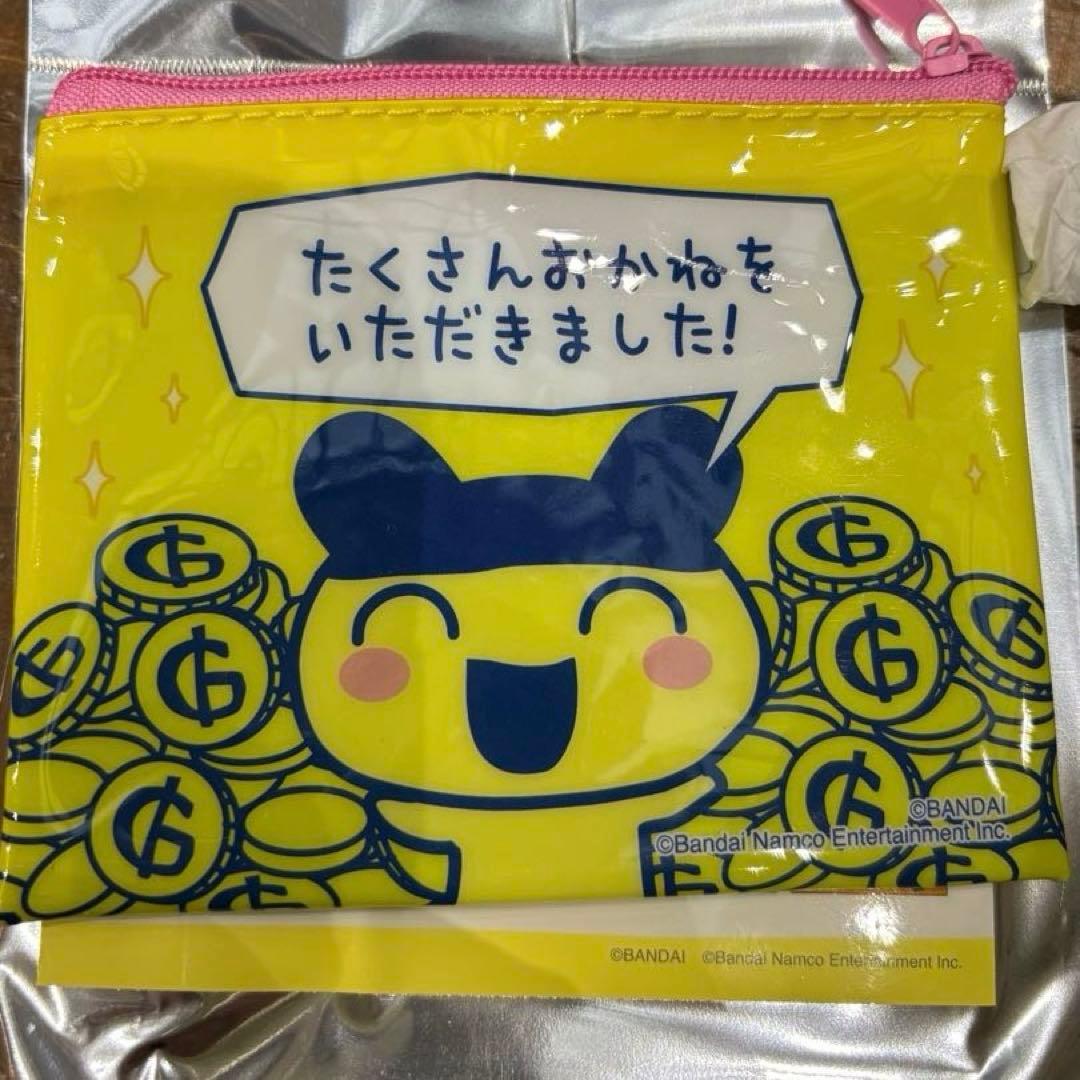 たくさんおかねを
いただきました!
©BANDAI
©Bandai Namco Entertainment Inc.
©BANDAI ©Bandai Namco Entertainment Inc.